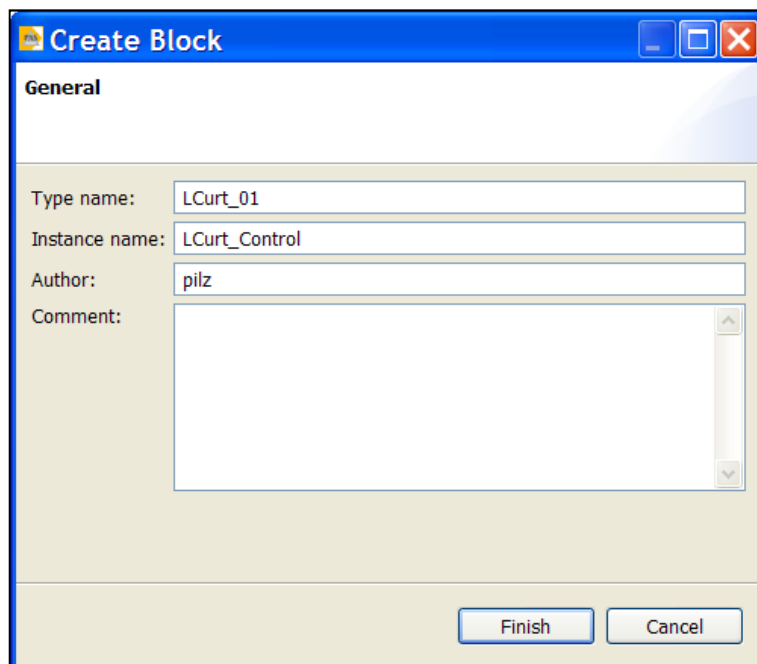 Create Block
General
Type name: LCurt_01
Instance name: LCurt_Control
Author: pilz
Comment:
Finish Cancel